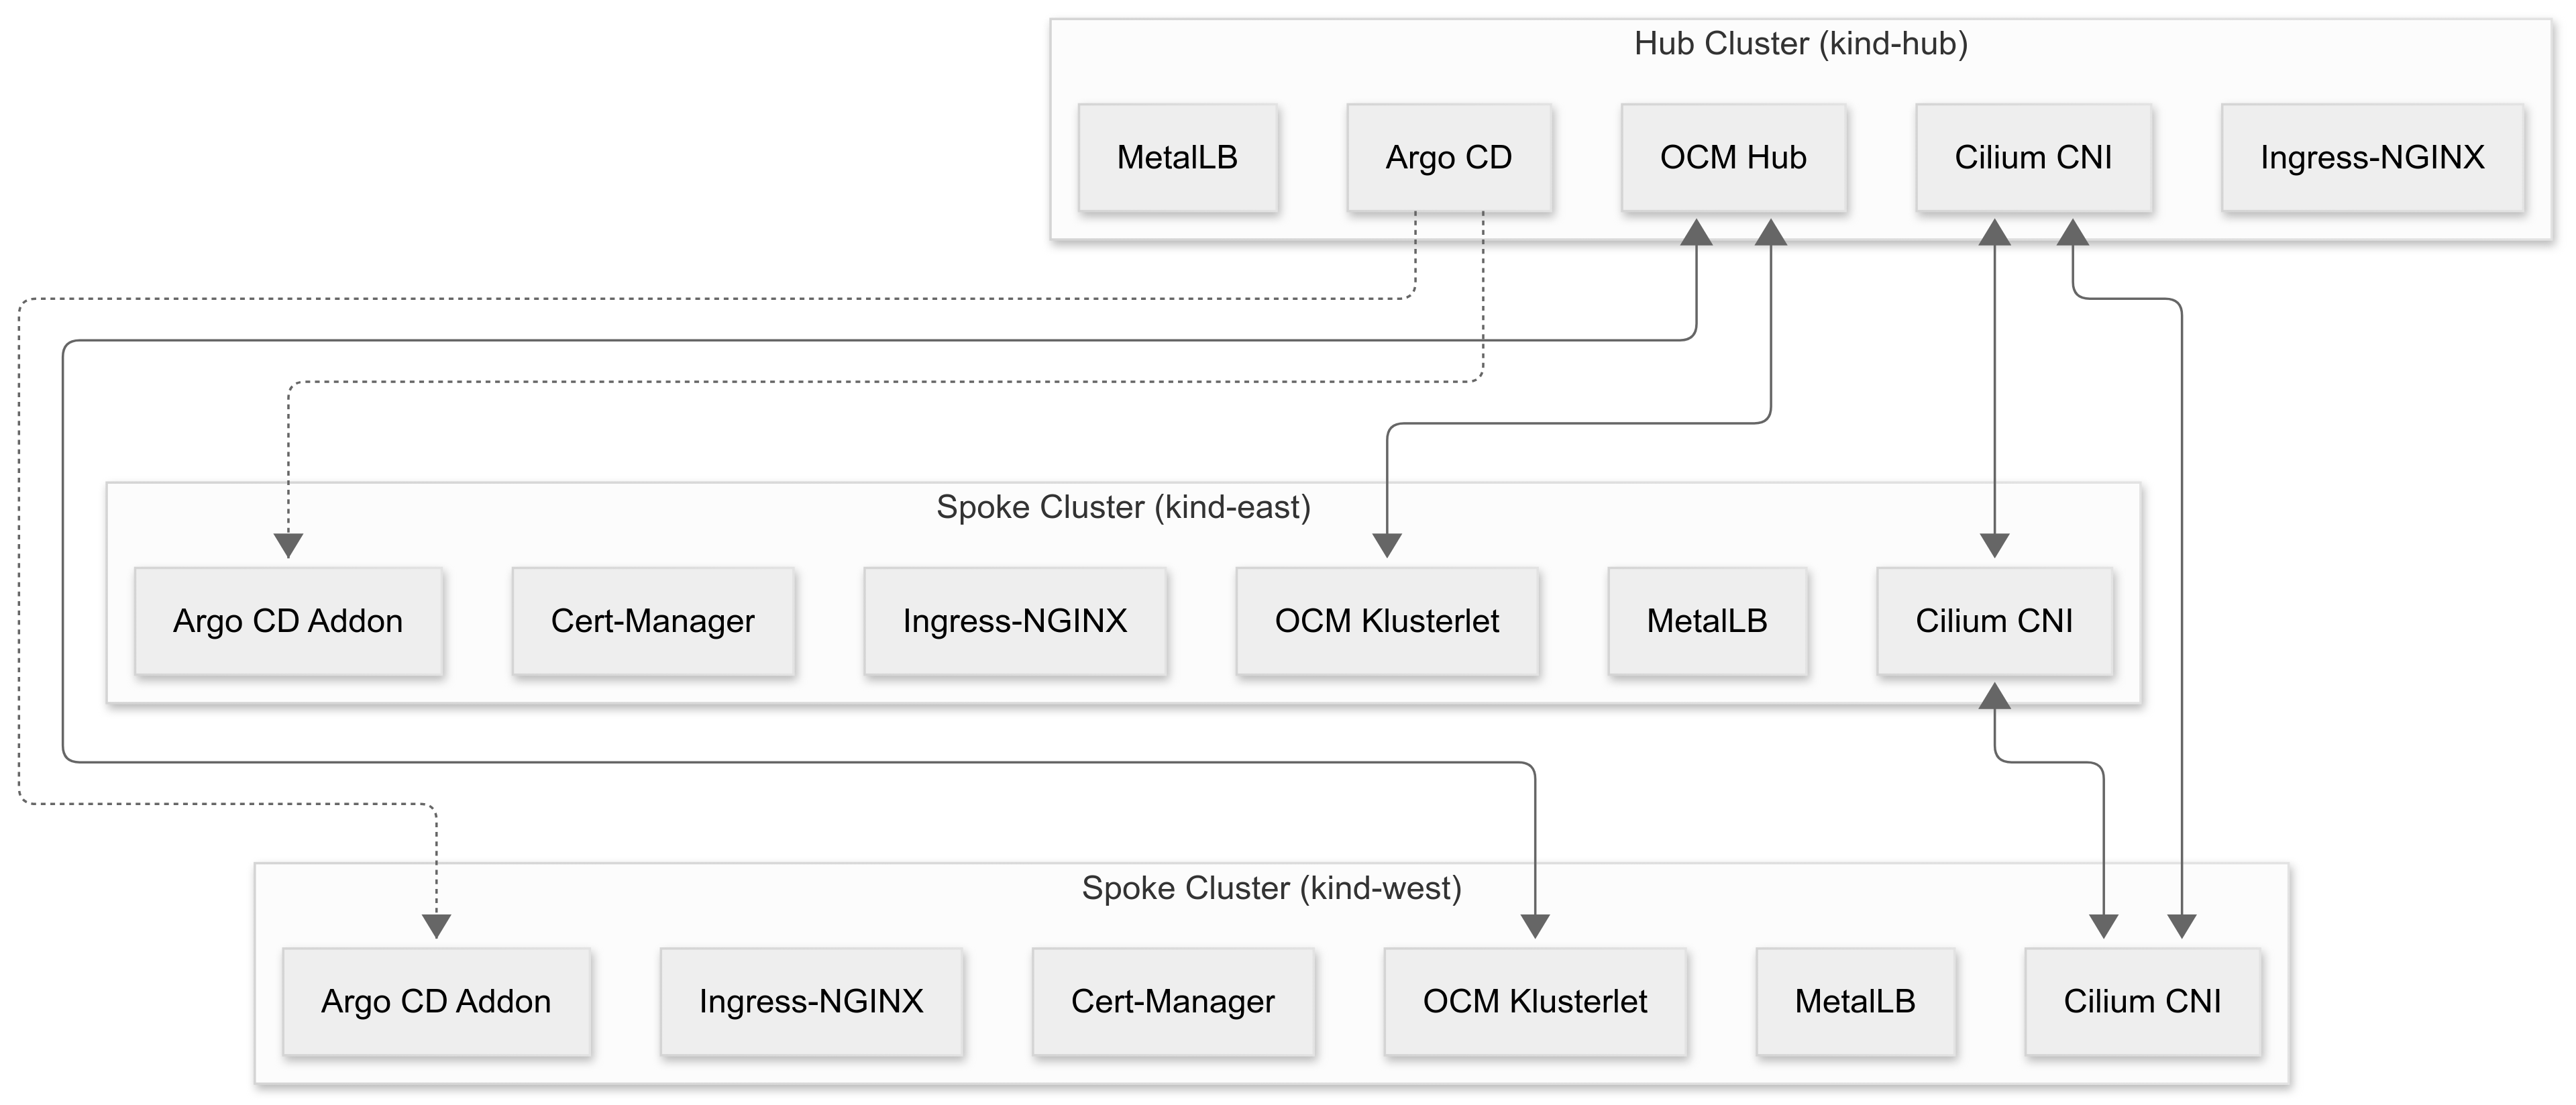 Hub Cluster (kind-hub)
MetalLB
Argo CD
OCM Hub
Cilium CNI
Ingress-NGINX
Spoke Cluster (kind-east)
Argo CD Addon
Cert-Manager
Ingress-NGINX
OCM Klusterlet
MetalLB
Cilium CNI
Spoke Cluster (kind-west)
Argo CD Addon
Ingress-NGINX
Cert-Manager
OCM Klusterlet
MetalLB
Cilium CNI